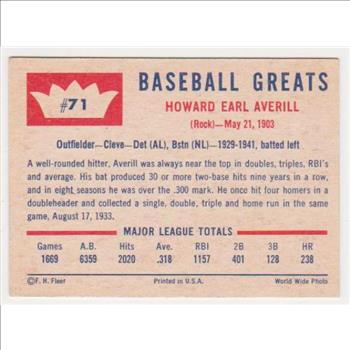 #71
BASEBALL GREATS
HOWARD EARL AVERILL
(Rock)—May 21, 1903
Outfielder—Cleve—Det (AL), Bstn (NL)—1929-1941, batted left
A well-rounded hitter, Averill was always near the top in doubles, triples, RBI's
and average. His bat produced 30 or more two-base hits nine years in a row,
and in eight seasons he was over the .300 mark. He once hit four homers in a
doubleheader and collected a single, double, triple and home run in the same
game, August 17, 1933.
MAJOR LEAGUE TOTALS
Games A.B. Hits Ave. RBI 2B 3B HR
1669 6359 2020 .318 1157 401 128 238
©F. H. Fleer Printed in U.S.A. World Wide Photo